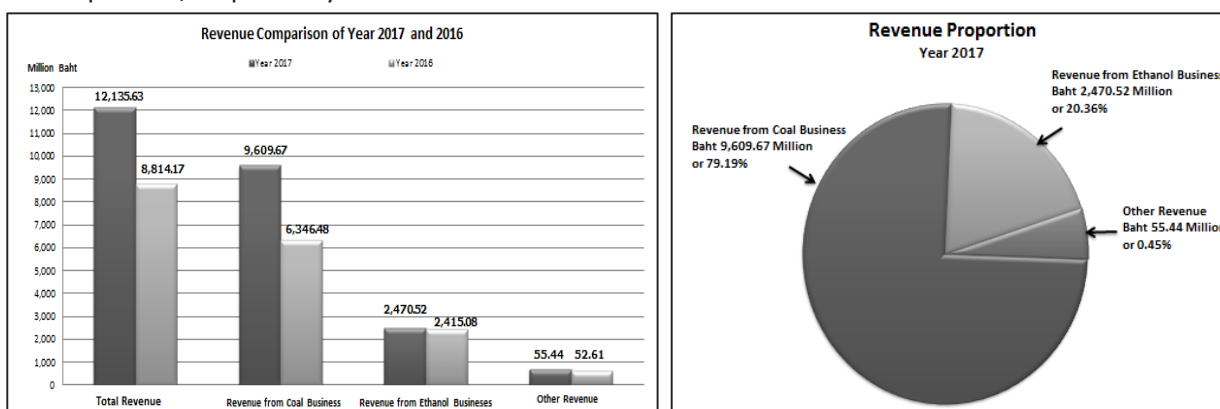 Revenue Comparison of Year 2017 and 2016
Year 2017 Year 2016
Million Baht
13,000
12,000
11,000
10,000
9,000
8,000
7,000
6,000
5,000
4,000
3,000
2,000
1,000
0
12,135.63
8,814.17
9,609.67
6,346.48
2,470.52
2,415.08
55.44 52.61
Total Revenue
Revenue from Coal Business
Revenue from Ethanol Busineses
Other Revenue
Revenue Proportion
Year 2017
Revenue from Ethanol Business
Baht 2,470.52 Million
or 20.36%
Revenue from Coal Business
Baht 9,609.67 Million
or 79.19%
Other Revenue
Baht 55.44 Million
or 0.45%